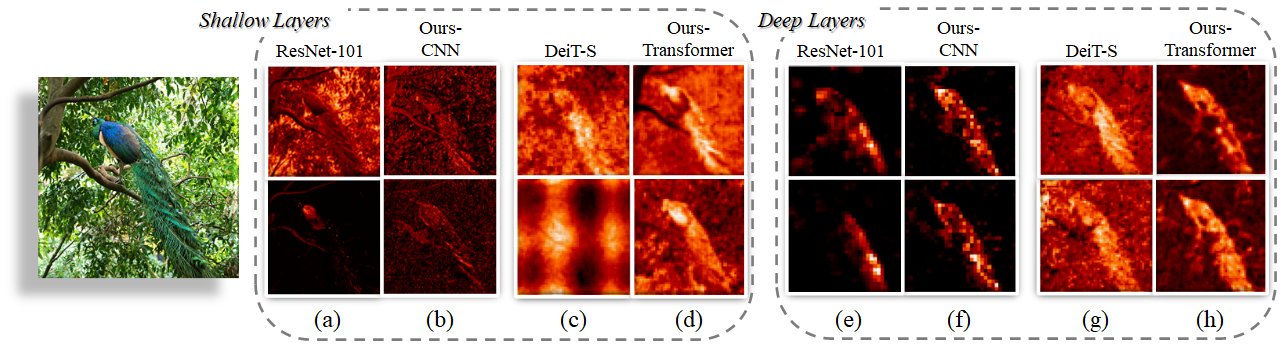 Shallow Layers
Deep Layers
ResNet-101
Ours-
CNN
DeiT-S
Ours-
Transformer
ResNet-101
Ours-
CNN
DeiT-S
Ours-
Transformer
(a)
(b)
(c)
(d)
(e)
(f)
(g)
(h)